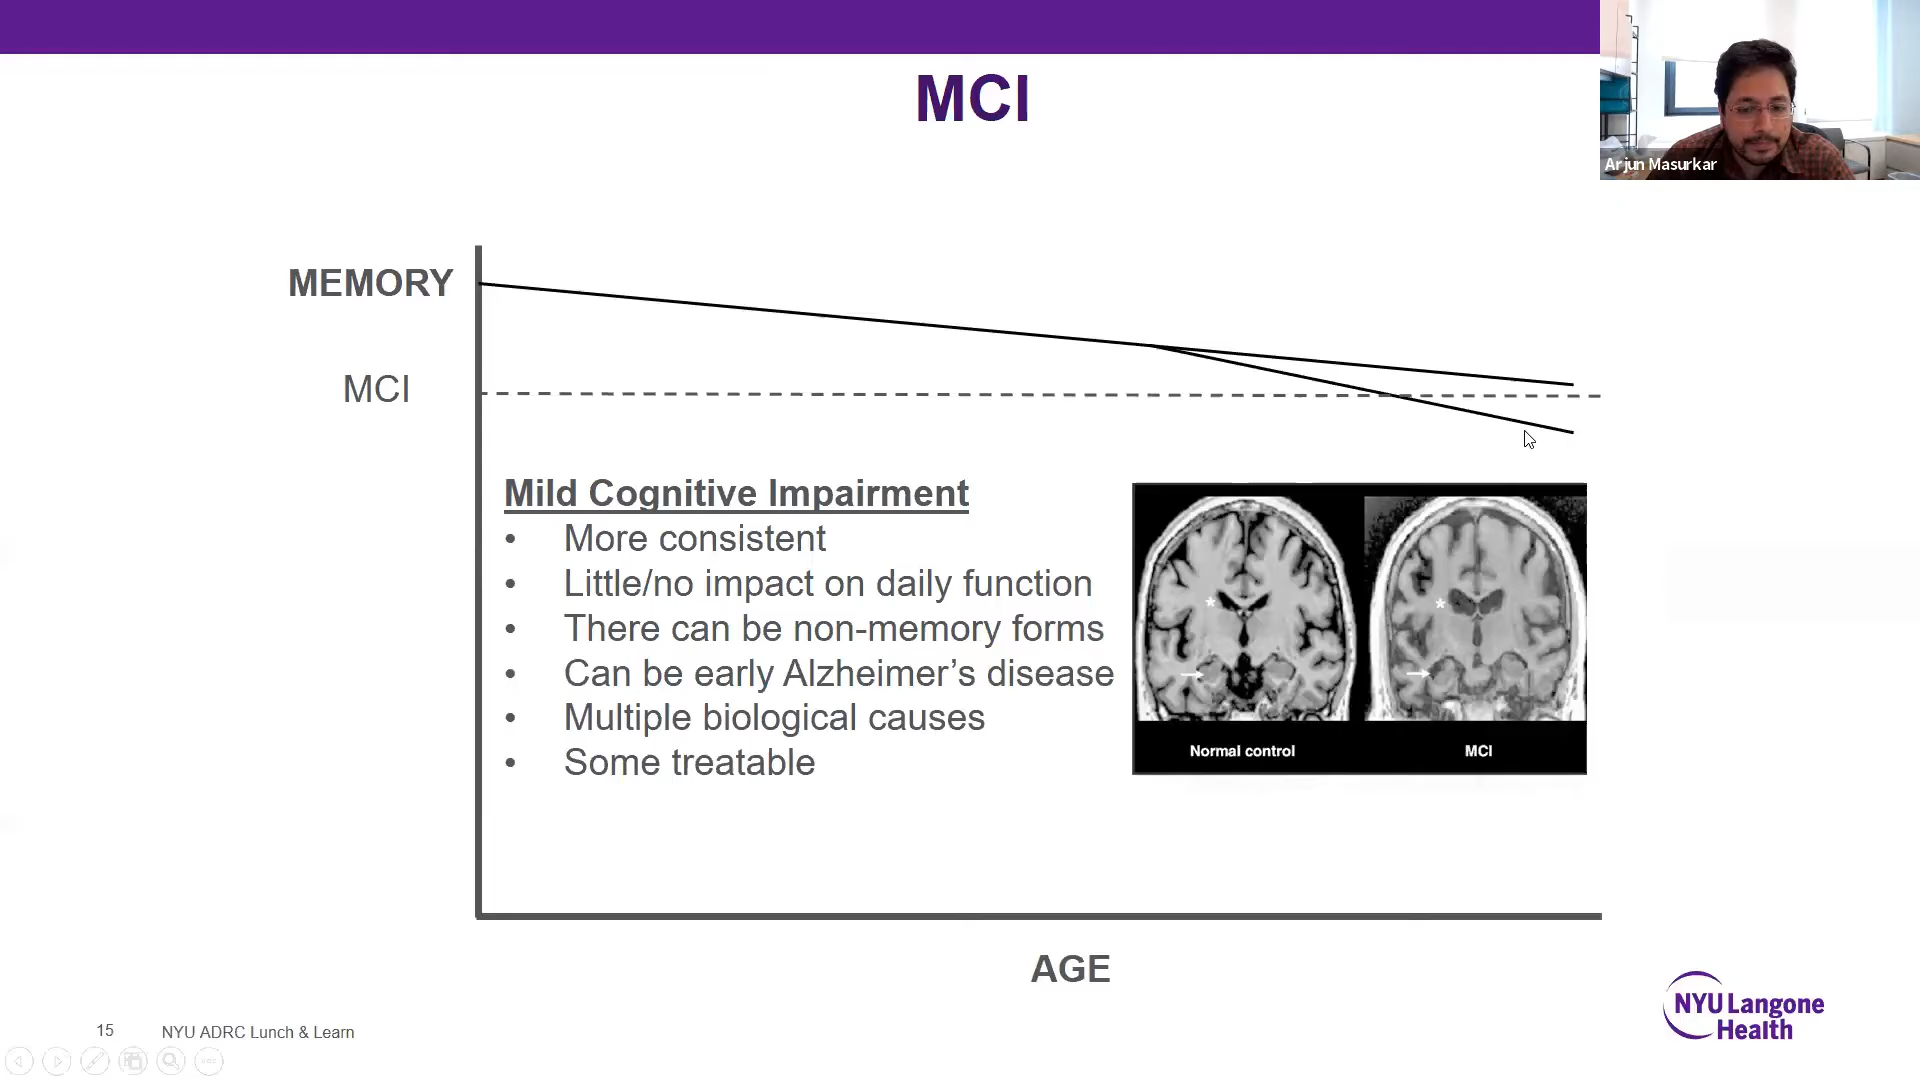 MCI
Arjun Masurkar
MEMORY
MCI
Mild Cognitive Impairment
• More consistent
• Little/no impact on daily function
• There can be non-memory forms
• Can be early Alzheimer’s disease
• Multiple biological causes
• Some treatable
* *
Normal control MCI
AGE
15 NYU ADRC Lunch & Learn
NYU Langone
Health